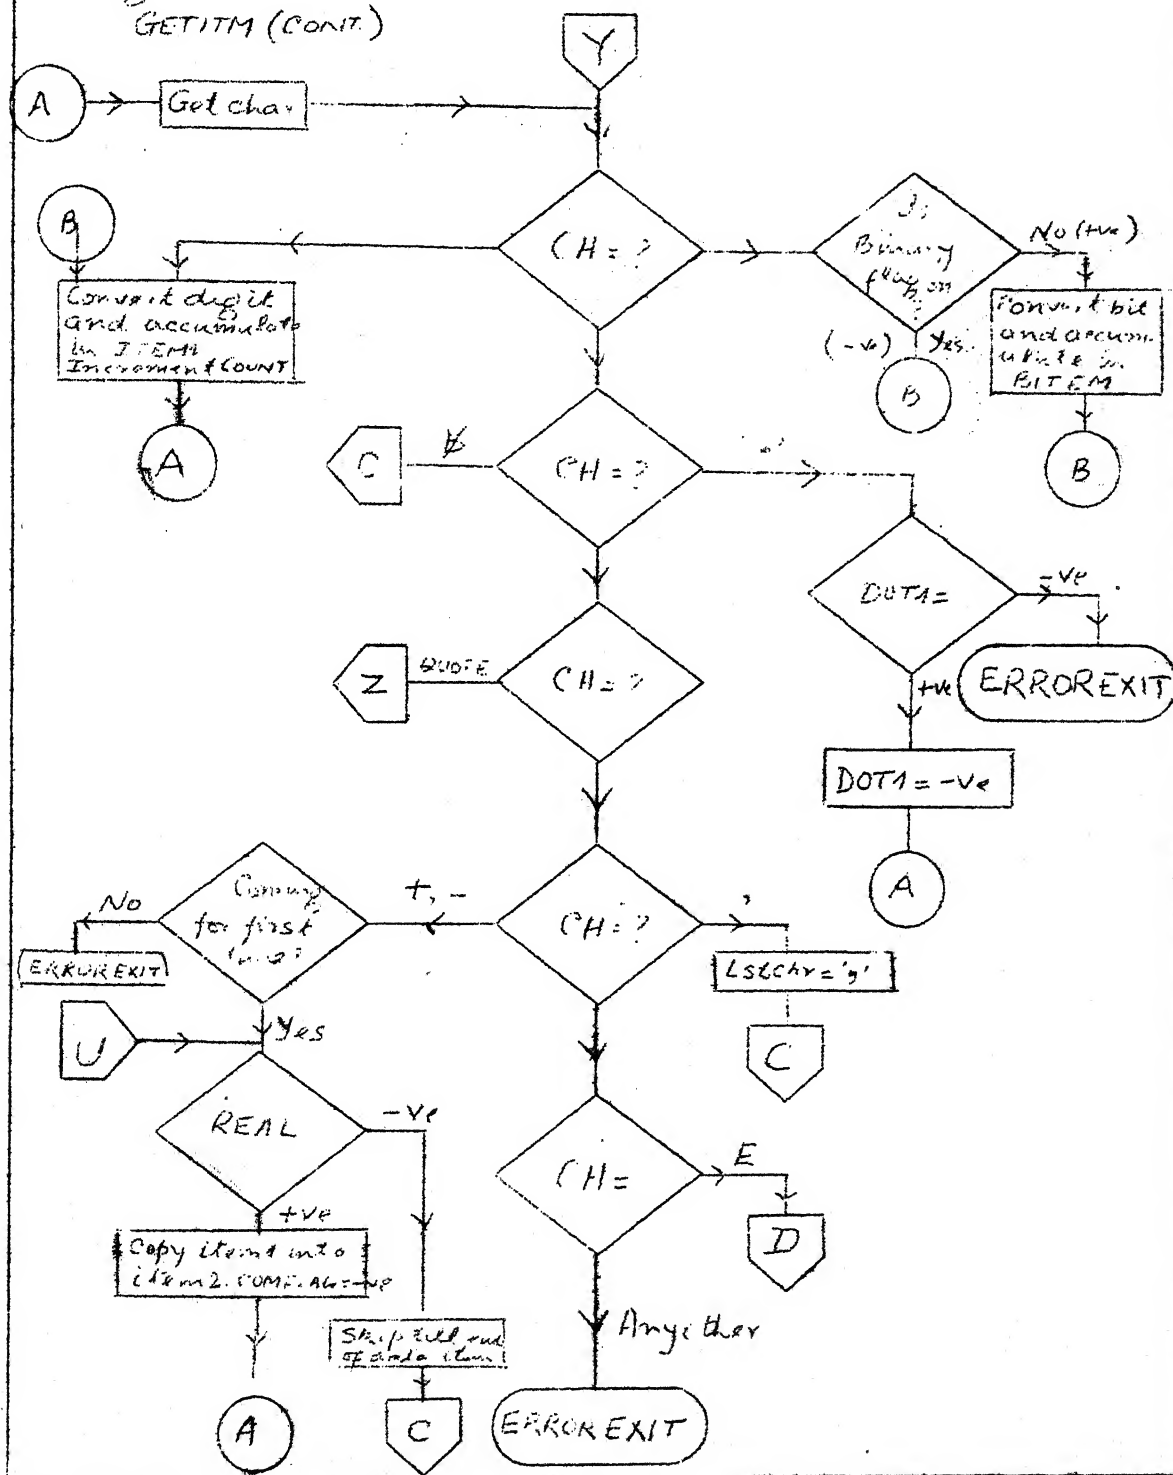 GETITM (CONT.)
Y
A
Get char
B
CH = ?
Is
Binary
flag on
?
No (+ve)
Convert digit
and accumulate
in ITEM1
Increment COUNT
(-ve)
Yes
Convert bit
and accum-
ulate in
BITEM
B
A
C
ƀ
CH = ?
'.'
B
DOT1 =
-ve
ERROREXIT
Z
QUOTE
CH = ?
+ve
DOT1 = -ve
A
No
Coming
for first
time?
+, -
CH = ?
,
ERROREXIT
LstChr = ','
U
Yes
C
REAL
-ve
CH =
E
D
+ve
Copy item1 into
item2. COMFLAG=-ve
Skip till end
of data item
Anyother
A
C
ERROREXIT